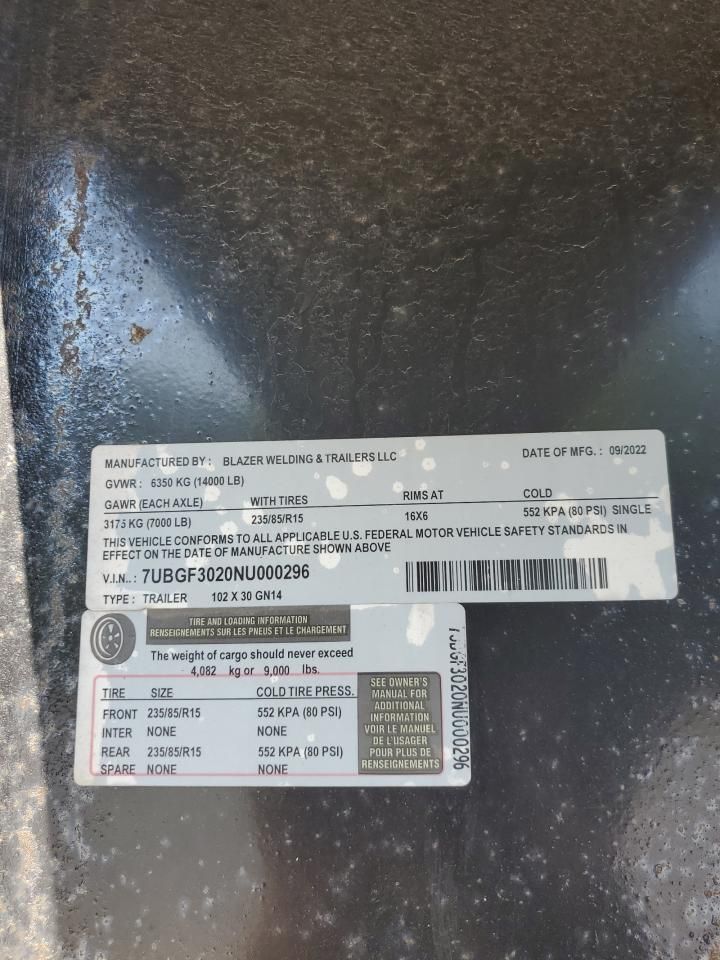 MANUFACTURED BY : BLAZER WELDING & TRAILERS LLC DATE OF MFG. : 09/2022
GVWR : 6350 KG (14000 LB)
GAWR (EACH AXLE) WITH TIRES RIMS AT COLD
3175 KG (7000 LB) 235/85/R15 16X6 552 KPA (80 PSI) SINGLE
THIS VEHICLE CONFORMS TO ALL APPLICABLE U.S. FEDERAL MOTOR VEHICLE SAFETY STANDARDS IN
EFFECT ON THE DATE OF MANUFACTURE SHOWN ABOVE
V.I.N.. : 7UBGF3020NU000296
TYPE : TRAILER 102 X 30 GN14
TIRE AND LOADING INFORMATION
RENSEIGNEMENTS SUR LES PNEUS ET LE CHARGEMENT
The weight of cargo should never exceed
4,082 kg or 9,000 lbs.
TIRE SIZE COLD TIRE PRESS.
FRONT 235/85/R15 552 KPA (80 PSI)
INTER NONE NONE
REAR 235/85/R15 552 KPA (80 PSI)
SPARE NONE NONE
SEE OWNER'S
MANUAL FOR
ADDITIONAL
INFORMATION
VOIR LE MANUEL
DE L'USAGER
POUR PLUS DE
RENSEIGNEMENTS
7UBGF3020NU000296